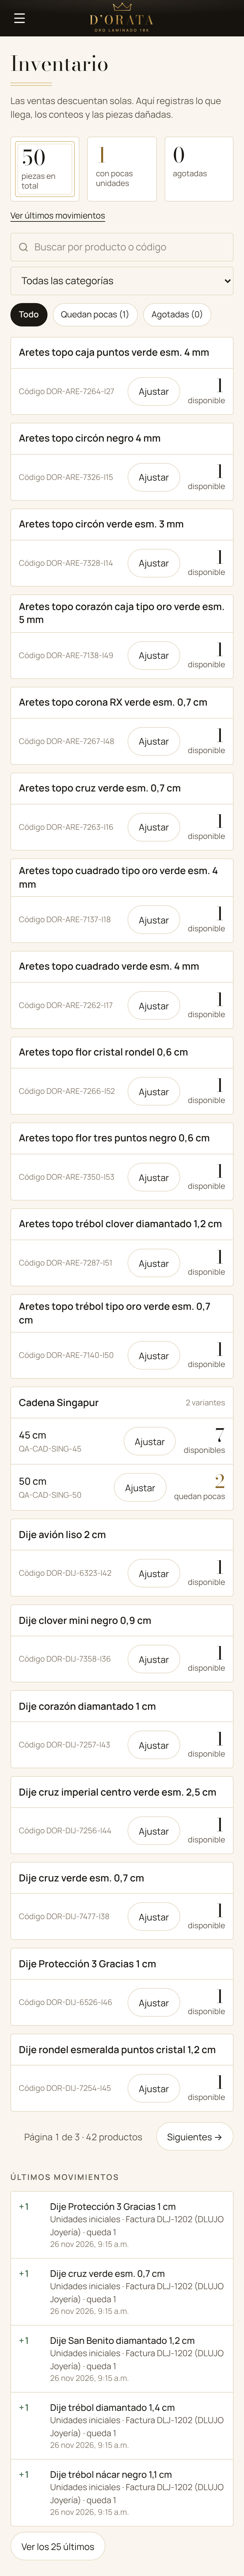 D'ORATA
ORO LAMINADO 18K
Inventario
Las ventas descuentan solas. Aquí registras lo que
llega, los conteos y las piezas dañadas.
50
piezas en
total
1
con pocas
unidades
0
agotadas
Ver últimos movimientos
Buscar por producto o código
Todas las categorías
Todo
Quedan pocas (1)
Agotadas (0)
Aretes topo caja puntos verde esm. 4 mm
Código DOR-ARE-7264-I27
Ajustar
1
disponible
Aretes topo circón negro 4 mm
Código DOR-ARE-7326-I15
Ajustar
1
disponible
Aretes topo circón verde esm. 3 mm
Código DOR-ARE-7328-I14
Ajustar
1
disponible
Aretes topo corazón caja tipo oro verde esm.
5 mm
Código DOR-ARE-7138-I49
Ajustar
1
disponible
Aretes topo corona RX verde esm. 0,7 cm
Código DOR-ARE-7267-I48
Ajustar
1
disponible
Aretes topo cruz verde esm. 0,7 cm
Código DOR-ARE-7263-I16
Ajustar
1
disponible
Aretes topo cuadrado tipo oro verde esm. 4
mm
Código DOR-ARE-7137-I18
Ajustar
1
disponible
Aretes topo cuadrado verde esm. 4 mm
Código DOR-ARE-7262-I17
Ajustar
1
disponible
Aretes topo flor cristal rondel 0,6 cm
Código DOR-ARE-7266-I52
Ajustar
1
disponible
Aretes topo flor tres puntos negro 0,6 cm
Código DOR-ARE-7350-I53
Ajustar
1
disponible
Aretes topo trébol clover diamantado 1,2 cm
Código DOR-ARE-7287-I51
Ajustar
1
disponible
Aretes topo trébol tipo oro verde esm. 0,7
cm
Código DOR-ARE-7140-I50
Ajustar
1
disponible
Cadena Singapur
2 variantes
45 cm
QA-CAD-SING-45
Ajustar
7
disponibles
50 cm
QA-CAD-SING-50
Ajustar
2
quedan pocas
Dije avión liso 2 cm
Código DOR-DIJ-6323-I42
Ajustar
1
disponible
Dije clover mini negro 0,9 cm
Código DOR-DIJ-7358-I36
Ajustar
1
disponible
Dije corazón diamantado 1 cm
Código DOR-DIJ-7257-I43
Ajustar
1
disponible
Dije cruz imperial centro verde esm. 2,5 cm
Código DOR-DIJ-7256-I44
Ajustar
1
disponible
Dije cruz verde esm. 0,7 cm
Código DOR-DIJ-7477-I38
Ajustar
1
disponible
Dije Protección 3 Gracias 1 cm
Código DOR-DIJ-6526-I46
Ajustar
1
disponible
Dije rondel esmeralda puntos cristal 1,2 cm
Código DOR-DIJ-7254-I45
Ajustar
1
disponible
Página 1 de 3 · 42 productos
Siguientes →
ÚLTIMOS MOVIMIENTOS
+1
Dije Protección 3 Gracias 1 cm
Unidades iniciales · Factura DLJ-1202 (DLUJO
Joyería) · queda 1
26 nov 2026, 9:15 a.m.
+1
Dije cruz verde esm. 0,7 cm
Unidades iniciales · Factura DLJ-1202 (DLUJO
Joyería) · queda 1
26 nov 2026, 9:15 a.m.
+1
Dije San Benito diamantado 1,2 cm
Unidades iniciales · Factura DLJ-1202 (DLUJO
Joyería) · queda 1
26 nov 2026, 9:15 a.m.
+1
Dije trébol diamantado 1,4 cm
Unidades iniciales · Factura DLJ-1202 (DLUJO
Joyería) · queda 1
26 nov 2026, 9:15 a.m.
+1
Dije trébol nácar negro 1,1 cm
Unidades iniciales · Factura DLJ-1202 (DLUJO
Joyería) · queda 1
26 nov 2026, 9:15 a.m.
Ver los 25 últimos